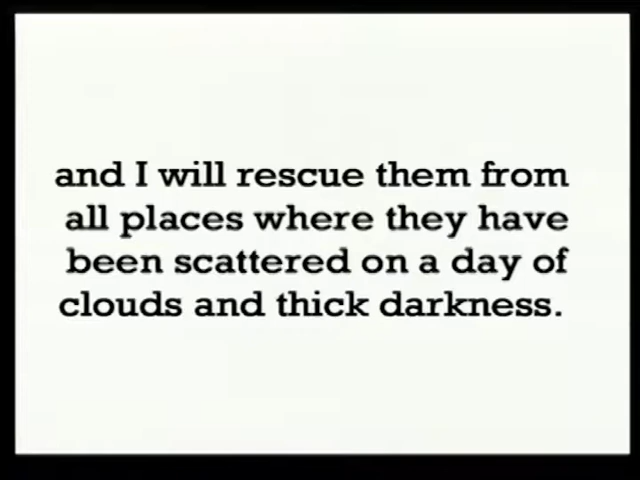 and I will rescue them from
all places where they have
been scattered on a day of
clouds and thick darkness.